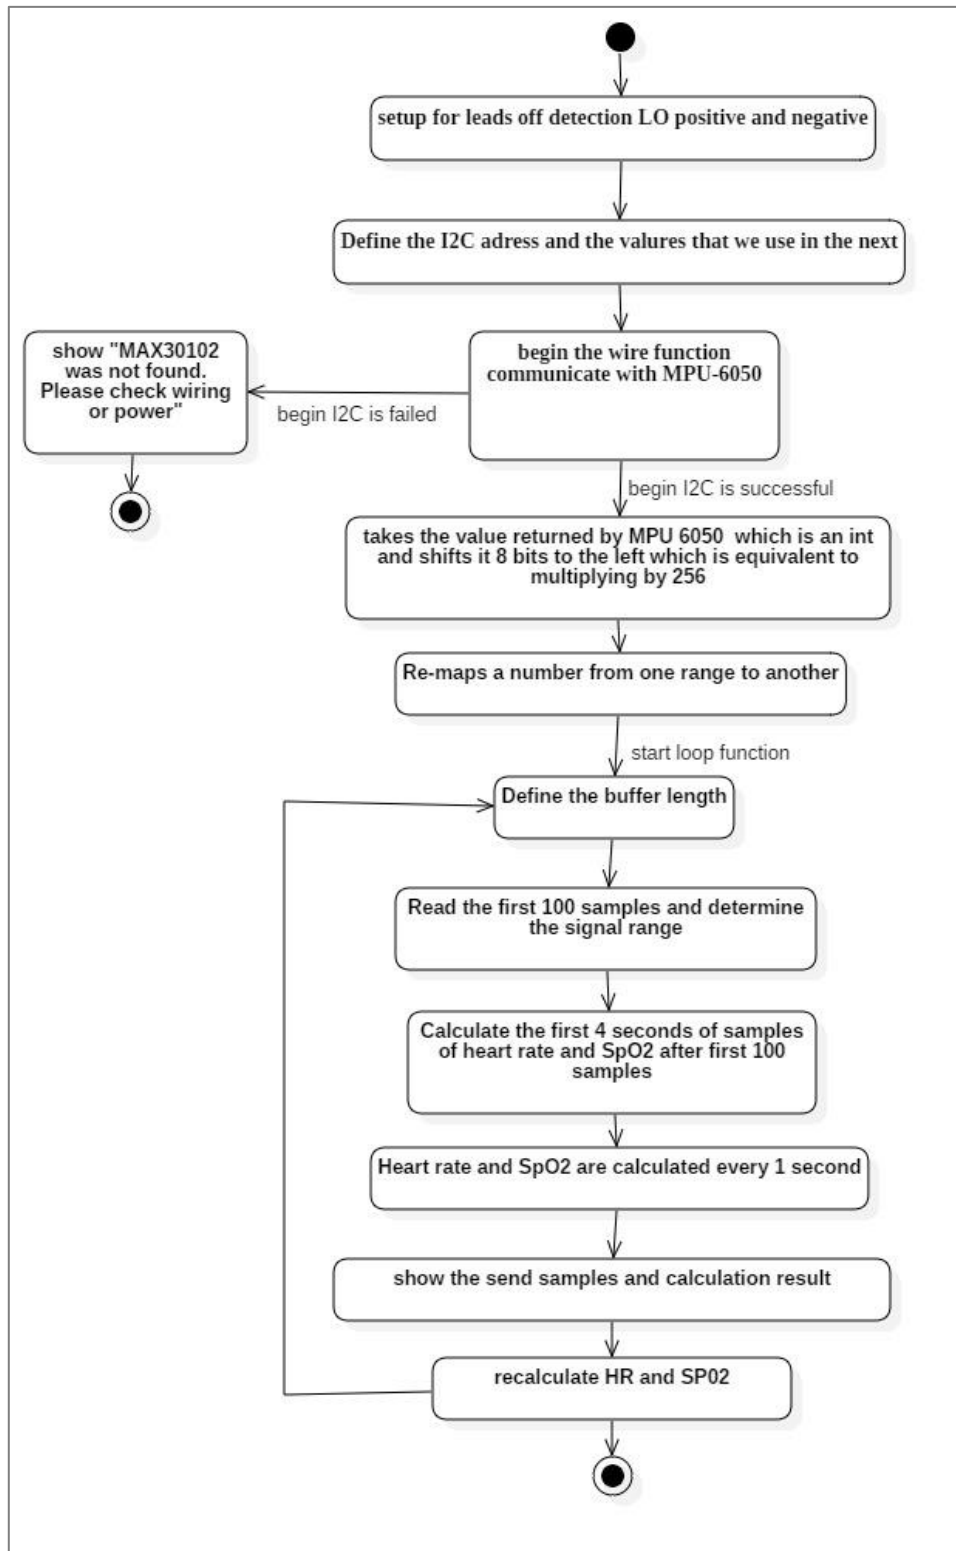 setup for leads off detection LO positive and negative
Define the I2C adress and the valures that we use in the next
begin the wire function
communicate with MPU-6050
show "MAX30102
was not found.
Please check wiring
or power"
begin I2C is failed
begin I2C is successful
takes the value returned by MPU 6050 which is an int
and shifts it 8 bits to the left which is equivalent to
multiplying by 256
Re-maps a number from one range to another
start loop function
Define the buffer length
Read the first 100 samples and determine
the signal range
Calculate the first 4 seconds of samples
of heart rate and SpO2 after first 100
samples
Heart rate and SpO2 are calculated every 1 second
show the send samples and calculation result
recalculate HR and SP02